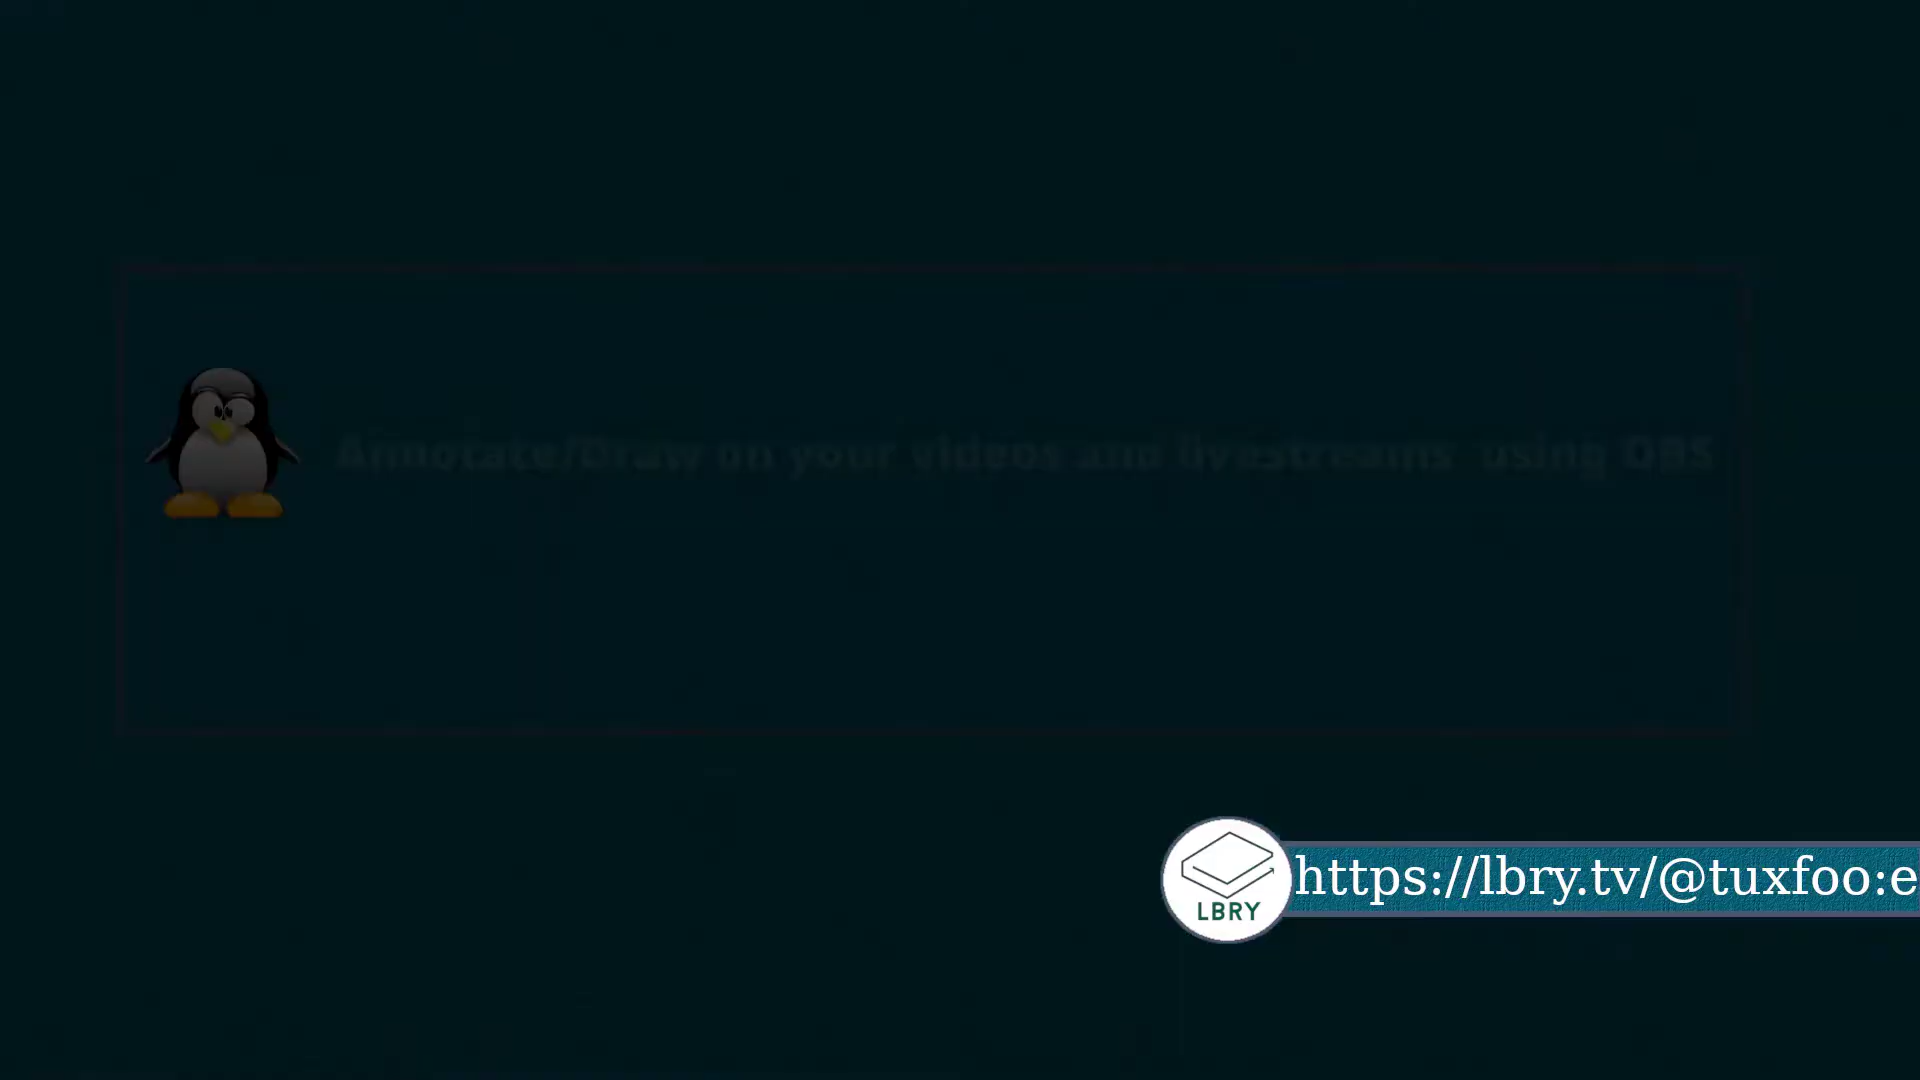 Annotate/Draw on your videos and livestreams using OBS
LBRY
https://lbry.tv/@tuxfoo:e